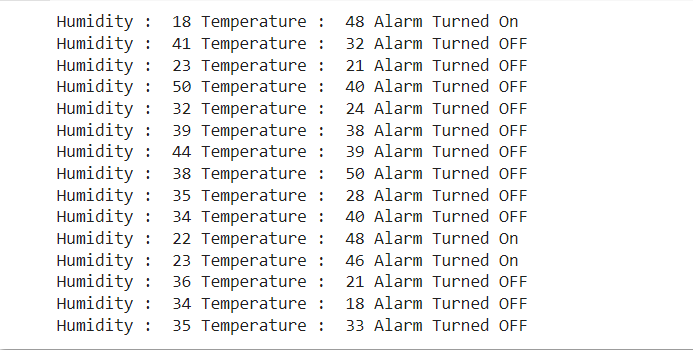 Humidity :  18 Temperature :  48 Alarm Turned On
Humidity :  41 Temperature :  32 Alarm Turned OFF
Humidity :  23 Temperature :  21 Alarm Turned OFF
Humidity :  50 Temperature :  40 Alarm Turned OFF
Humidity :  32 Temperature :  24 Alarm Turned OFF
Humidity :  39 Temperature :  38 Alarm Turned OFF
Humidity :  44 Temperature :  39 Alarm Turned OFF
Humidity :  38 Temperature :  50 Alarm Turned OFF
Humidity :  35 Temperature :  28 Alarm Turned OFF
Humidity :  34 Temperature :  40 Alarm Turned OFF
Humidity :  22 Temperature :  48 Alarm Turned On
Humidity :  23 Temperature :  46 Alarm Turned On
Humidity :  36 Temperature :  21 Alarm Turned OFF
Humidity :  34 Temperature :  18 Alarm Turned OFF
Humidity :  35 Temperature :  33 Alarm Turned OFF